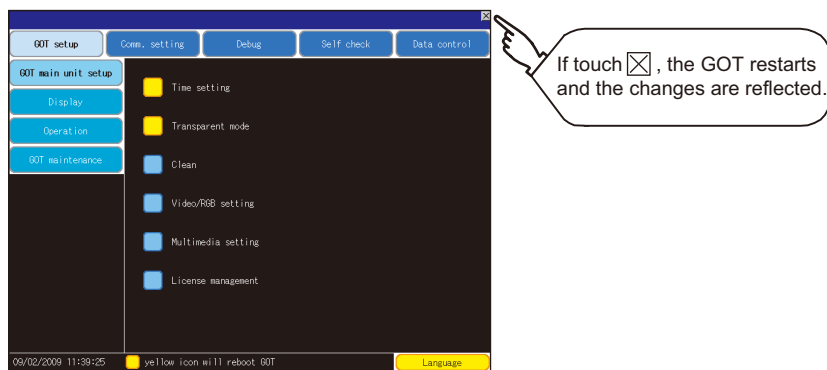 GOT setup
Comm. setting
Debug
Self check
Data control
GOT main unit setup
Display
Operation
GOT maintenance
Time setting
Transparent mode
Clean
Video/RGB setting
Multimedia setting
License management
09/02/2009 11:39:25
yellow icon will reboot GOT
Language
If touch ☒ , the GOT restarts
and the changes are reflected.